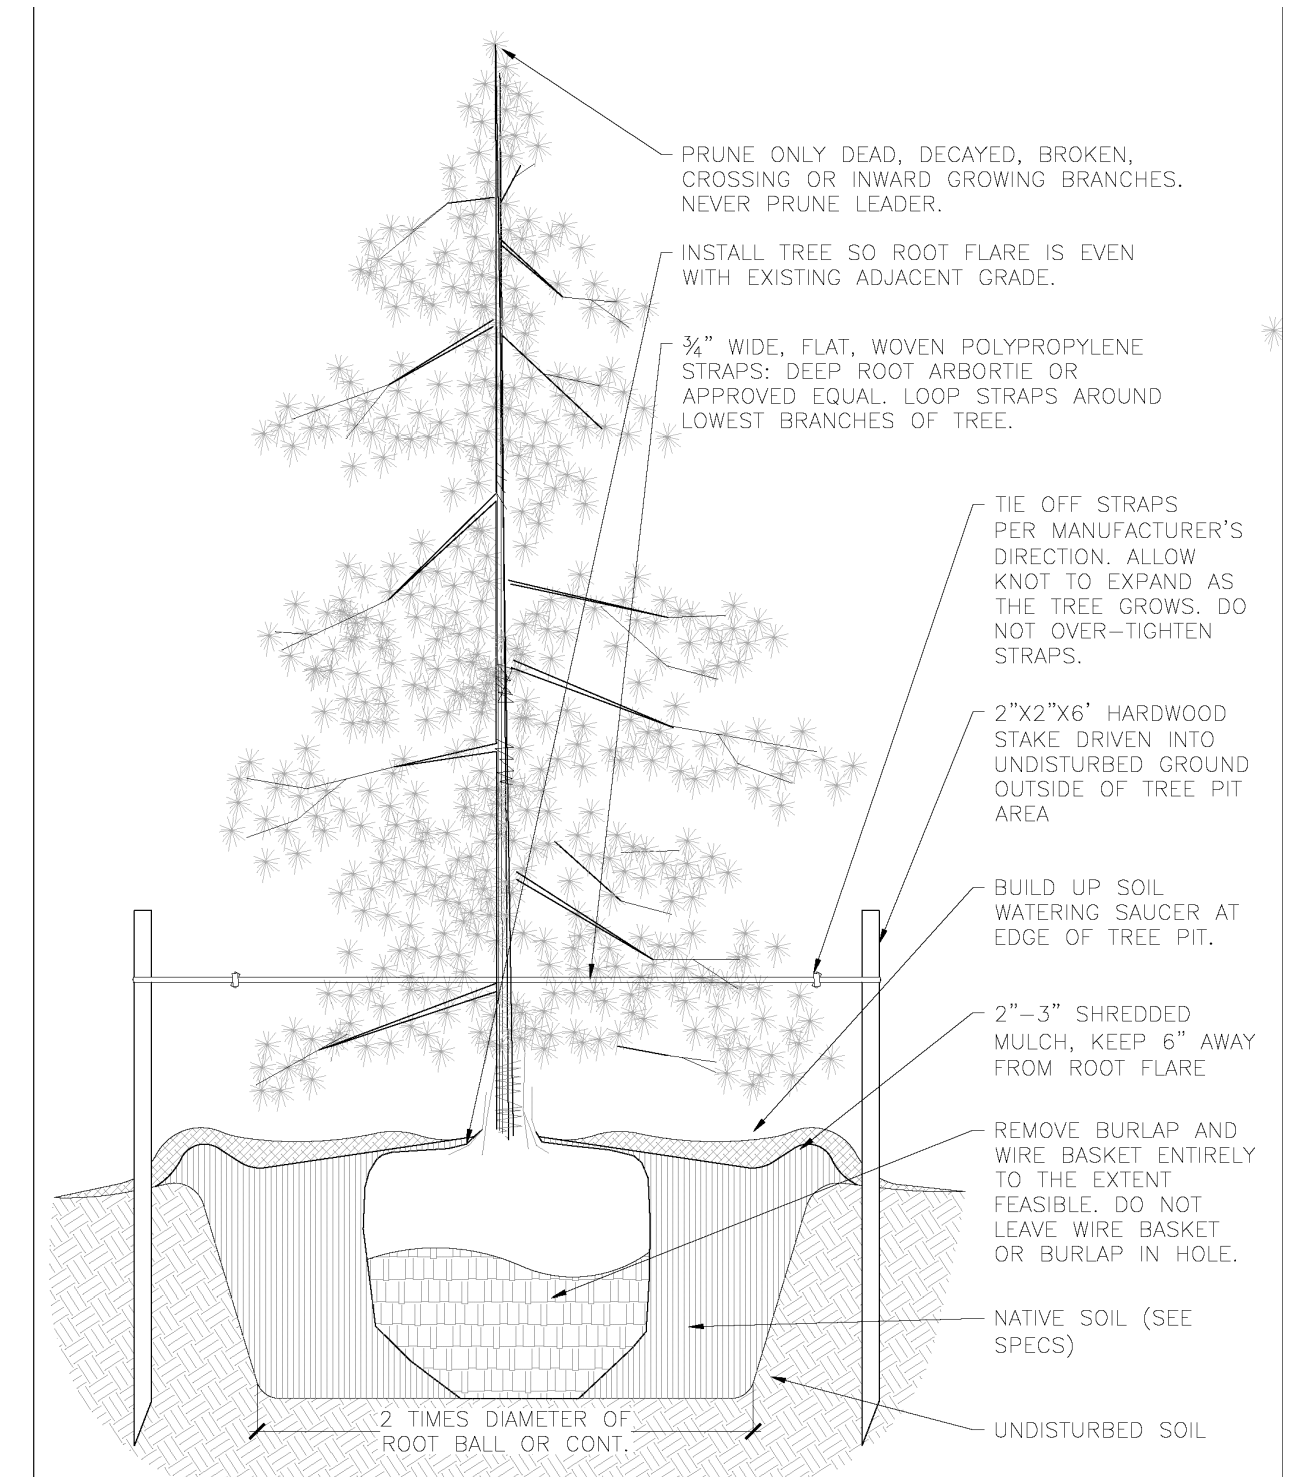 PRUNE ONLY DEAD, DECAYED, BROKEN,
CROSSING OR INWARD GROWING BRANCHES.
NEVER PRUNE LEADER.
INSTALL TREE SO ROOT FLARE IS EVEN
WITH EXISTING ADJACENT GRADE.
¾" WIDE, FLAT, WOVEN POLYPROPYLENE
STRAPS: DEEP ROOT ARBORTIE OR
APPROVED EQUAL. LOOP STRAPS AROUND
LOWEST BRANCHES OF TREE.
TIE OFF STRAPS
PER MANUFACTURER'S
DIRECTION. ALLOW
KNOT TO EXPAND AS
THE TREE GROWS. DO
NOT OVER-TIGHTEN
STRAPS.
2"X2"X6' HARDWOOD
STAKE DRIVEN INTO
UNDISTURBED GROUND
OUTSIDE OF TREE PIT
AREA
BUILD UP SOIL
WATERING SAUCER AT
EDGE OF TREE PIT.
2"-3" SHREDDED
MULCH, KEEP 6" AWAY
FROM ROOT FLARE
REMOVE BURLAP AND
WIRE BASKET ENTIRELY
TO THE EXTENT
FEASIBLE. DO NOT
LEAVE WIRE BASKET
OR BURLAP IN HOLE.
NATIVE SOIL (SEE
SPECS)
UNDISTURBED SOIL
2 TIMES DIAMETER OF
ROOT BALL OR CONT.